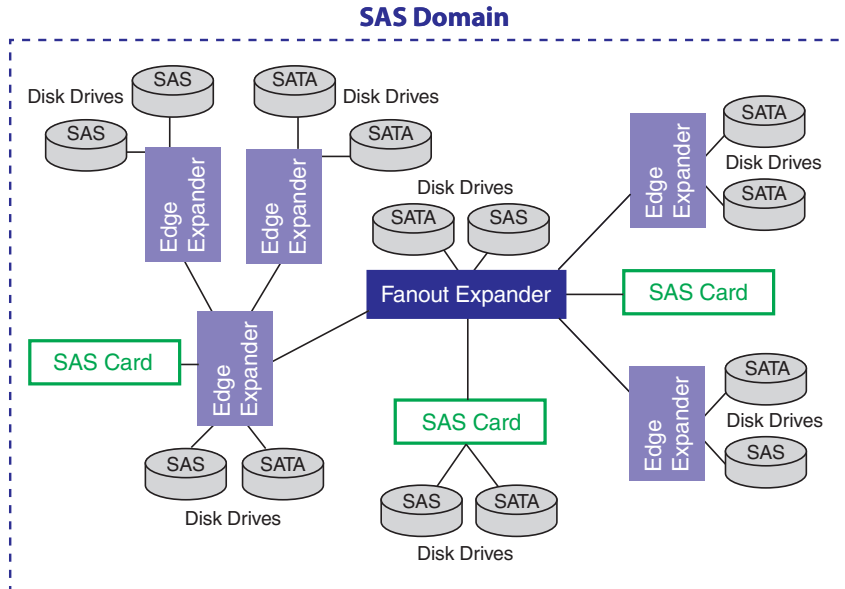 SAS Domain
SAS
SATA
Disk Drives
Disk Drives
SAS
SATA
Edge
Expander
Edge
Expander
SATA
Disk Drives
SATA
Edge
Expander
Disk Drives
SATA
SAS
Fanout Expander
SAS Card
SAS Card
Edge
Expander
SAS
SATA
Disk Drives
SAS Card
SAS
SATA
Disk Drives
Edge
Expander
SATA
Disk Drives
SAS